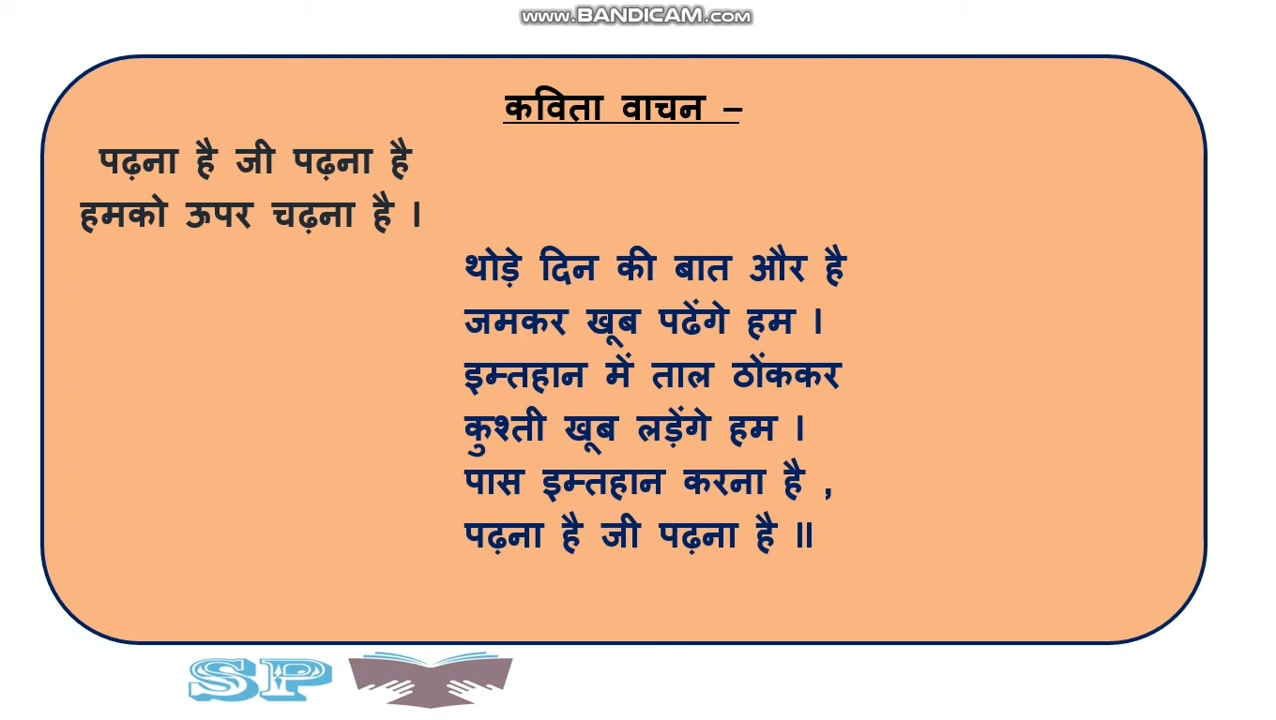 www.BANDICAM.com
कविता वाचन –
पढ़ना है जी पढ़ना है
हमको ऊपर चढ़ना है ।
थोड़े दिन की बात और है
जमकर खूब पढेंगे हम ।
इम्तहान में ताल ठोंककर
कुश्ती खूब लड़ेंगे हम ।
पास इम्तहान करना है ,
पढ़ना है जी पढ़ना है ॥
SP